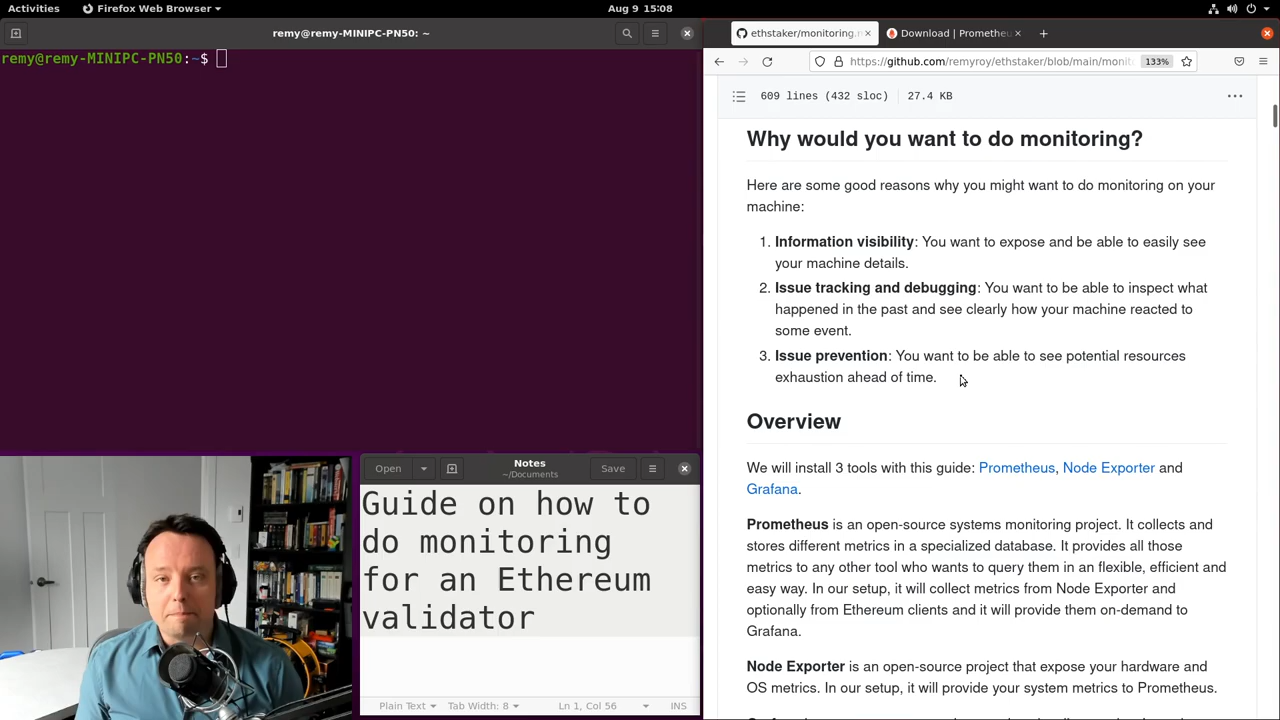 Activities
Firefox Web Browser
Aug 9 15:08
remy@remy-MINIPC-PN50: ~
remy@remy-MINIPC-PN50:~$
ethstaker/monitoring.m
Download | Prometheu
https://github.com/remyroy/ethstaker/blob/main/monit
133%
609 lines (432 sloc)
27.4 KB
Why would you want to do monitoring?
Here are some good reasons why you might want to do monitoring on your
machine:
1. Information visibility: You want to expose and be able to easily see
your machine details.
2. Issue tracking and debugging: You want to be able to inspect what
happened in the past and see clearly how your machine reacted to
some event.
3. Issue prevention: You want to be able to see potential resources
exhaustion ahead of time.
Overview
We will install 3 tools with this guide: Prometheus, Node Exporter and
Grafana.
Prometheus is an open-source systems monitoring project. It collects and
stores different metrics in a specialized database. It provides all those
metrics to any other tool who wants to query them in an flexible, efficient and
easy way. In our setup, it will collect metrics from Node Exporter and
optionally from Ethereum clients and it will provide them on-demand to
Grafana.
Node Exporter is an open-source project that expose your hardware and
OS metrics. In our setup, it will provide your system metrics to Prometheus.
Open
Notes
~/Documents
Save
Guide on how to
do monitoring
for an Ethereum
validator
Plain Text
Tab Width: 8
Ln 1, Col 56
INS